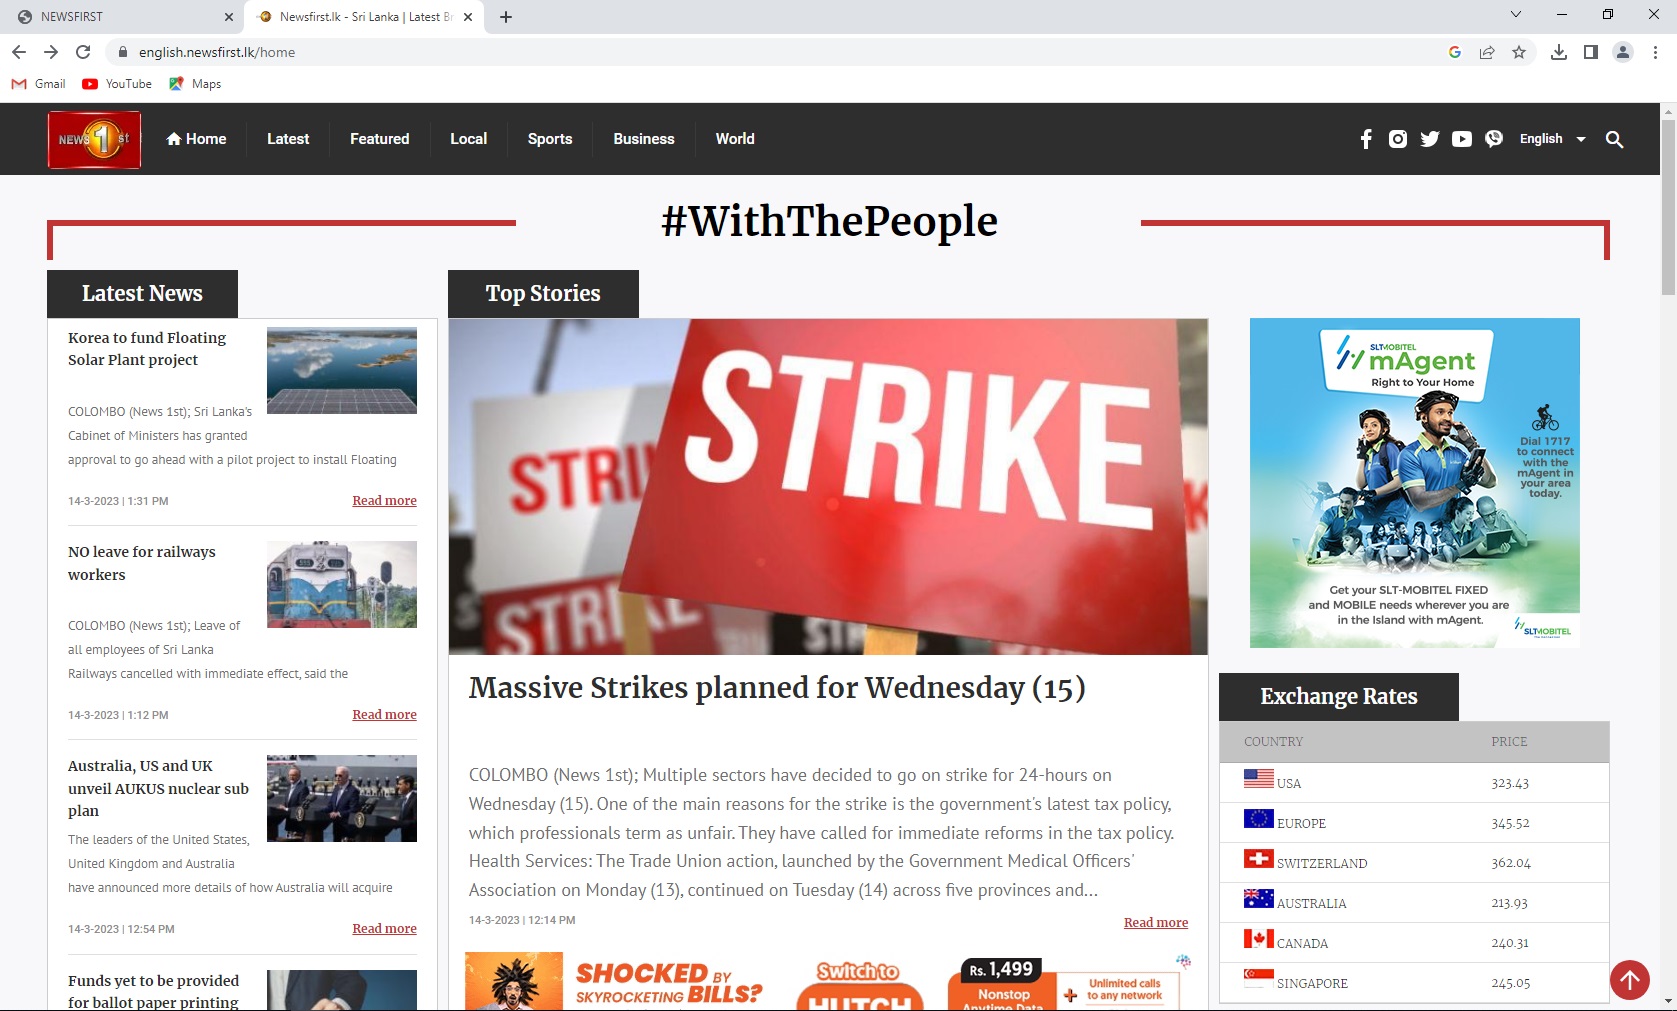 NEWSFIRST
Newsfirst.lk - Sri Lanka | Latest Br
english.newsfirst.lk/home
Gmail
YouTube
Maps
NEWS 1st
Home
Latest
Featured
Local
Sports
Business
World
English
#WithThePeople
Latest News
Korea to fund Floating
Solar Plant project
COLOMBO (News 1st); Sri Lanka's
Cabinet of Ministers has granted
approval to go ahead with a pilot project to install Floating
14-3-2023 | 1:31 PM
Read more
NO leave for railways
workers
COLOMBO (News 1st); Leave of
all employees of Sri Lanka
Railways cancelled with immediate effect, said the
14-3-2023 | 1:12 PM
Read more
Australia, US and UK
unveil AUKUS nuclear sub
plan
The leaders of the United States,
United Kingdom and Australia
have announced more details of how Australia will acquire
14-3-2023 | 12:54 PM
Read more
Funds yet to be provided
for ballot paper printing
Top Stories
STRIKE
STRI
STRIKE
Massive Strikes planned for Wednesday (15)
COLOMBO (News 1st); Multiple sectors have decided to go on strike for 24-hours on
Wednesday (15). One of the main reasons for the strike is the government's latest tax policy,
which professionals term as unfair. They have called for immediate reforms in the tax policy.
Health Services: The Trade Union action, launched by the Government Medical Officers'
Association on Monday (13), continued on Tuesday (14) across five provinces and...
14-3-2023 | 12:14 PM
Read more
SHOCKED BY
SKYROCKETING BILLS?
Switch to
HUTCH
Rs. 1,499
Nonstop
Anytime Data
+
Unlimited calls
to any network
SLTMOBITEL
mAgent
Right to Your Home
Dial 1717
to connect
with the
mAgent in
your area
today.
Get your SLT-MOBITEL FIXED
and MOBILE needs wherever you are
in the Island with mAgent.
SLTMOBITEL
Exchange Rates
COUNTRY PRICE
USA 323.43
EUROPE 345.52
SWITZERLAND 362.04
AUSTRALIA 213.93
CANADA 240.31
SINGAPORE 245.05